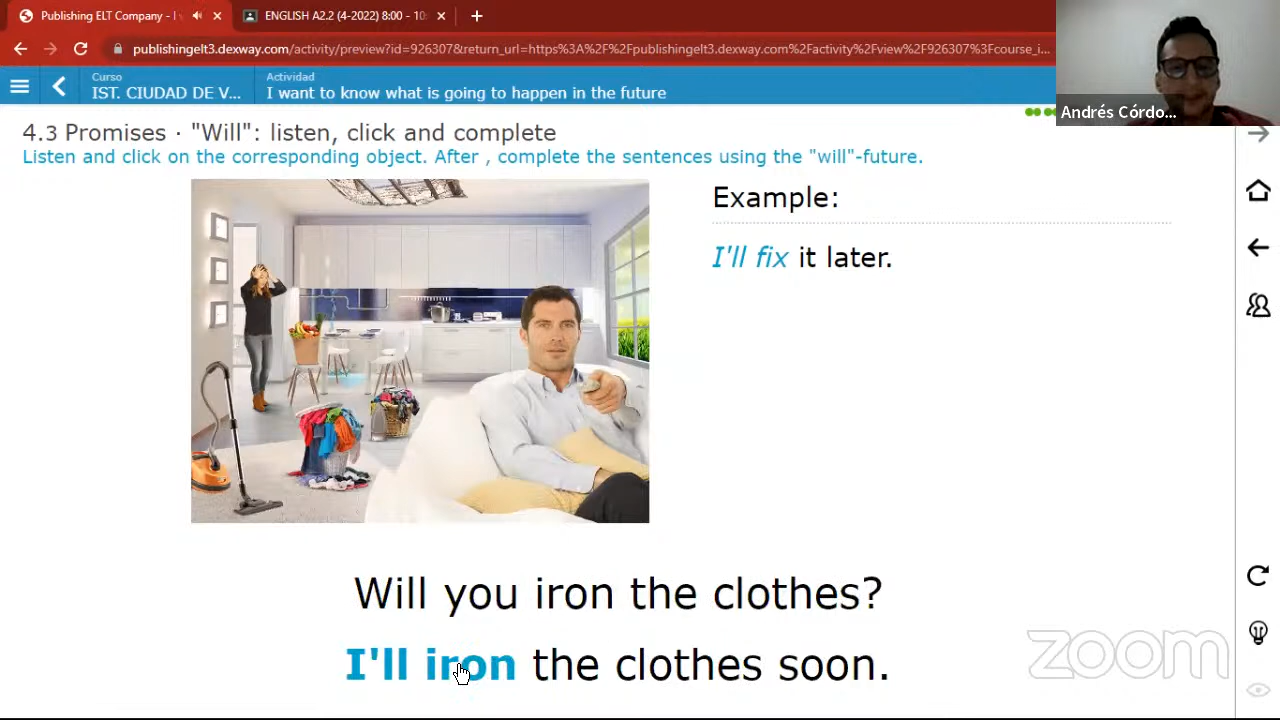 Publishing ELT Company - I v
ENGLISH A2.2 (4-2022) 8:00 - 10:
publishingelt3.dexway.com/activity/preview?id=926307&return_url=https%3A%2F%2Fpublishingelt3.dexway.com%2Factivity%2Fview%2F926307%3Fcourse_i...
Curso
IST. CIUDAD DE V...
Actividad
I want to know what is going to happen in the future
Andrés Córdo...
4.3 Promises · "Will": listen, click and complete
Listen and click on the corresponding object. After , complete the sentences using the "will"-future.
Example:
I'll fix it later.
Will you iron the clothes?
I'll iron the clothes soon.
zoom